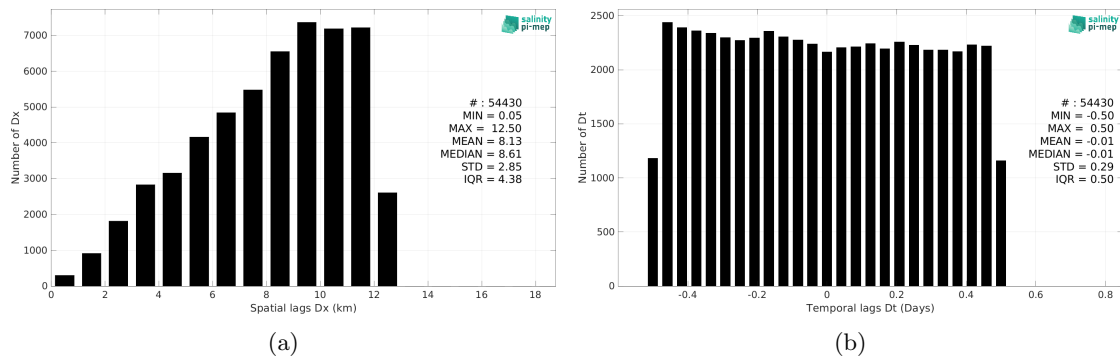 7000
6000
5000
4000
3000
2000
1000
0
Number of Dx
0 2 4 6 8 10 12 14 16 18
Spatial lags Dx (km)
salinity
pi-mep
# : 54430
MIN = 0.05
MAX = 12.50
MEAN = 8.13
MEDIAN = 8.61
STD = 2.85
IQR = 4.38
(a)
2500
2000
1500
1000
500
0
Number of Dt
-0.4 -0.2 0 0.2 0.4 0.6 0.8
Temporal lags Dt (Days)
salinity
pi-mep
# : 54430
MIN = -0.50
MAX = 0.50
MEAN = -0.01
MEDIAN = -0.01
STD = 0.29
IQR = 0.50
(b)